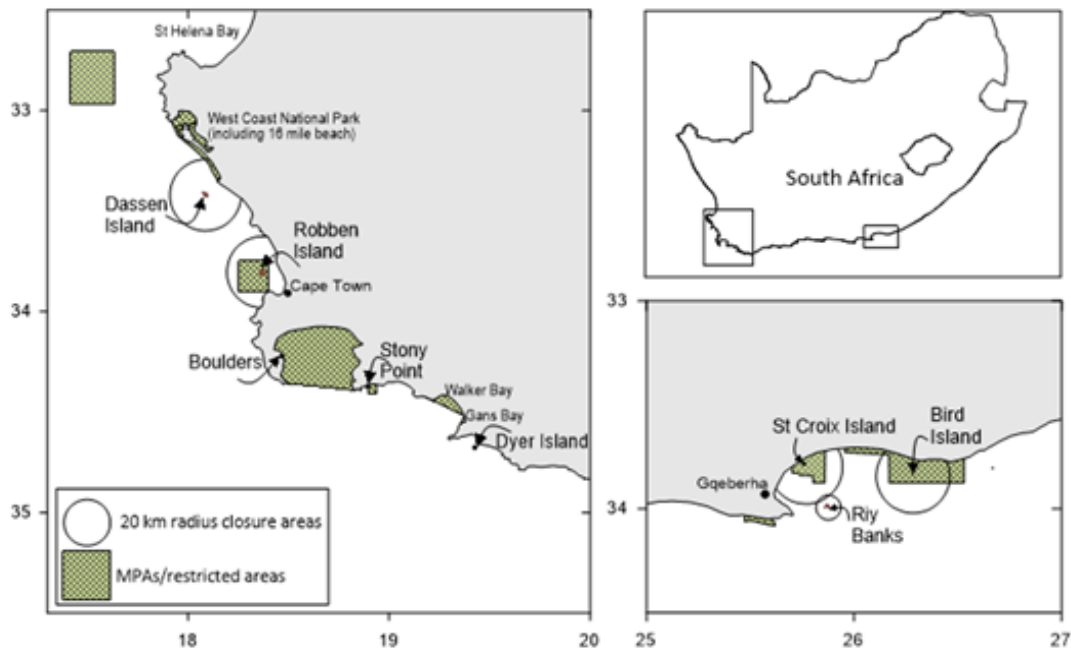 St Helena Bay
33
West Coast National Park
(including 16 mile beach)
Dassen
Island
Robben
Island
Cape Town
34
Boulders
Stony
Point
Walker Bay
Gans Bay
Dyer Island
35
20 km radius closure areas
MPAs/restricted areas
18
19
20
South Africa
33
St Croix Island
Bird
Island
Gqeberha
34
Riy
Banks
25
26
27